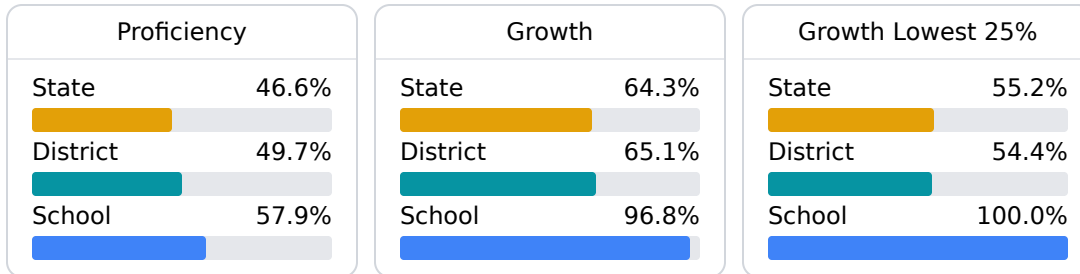 Proficiency
State 46.6%
District 49.7%
School 57.9%
Growth
State 64.3%
District 65.1%
School 96.8%
Growth Lowest 25%
State 55.2%
District 54.4%
School 100.0%